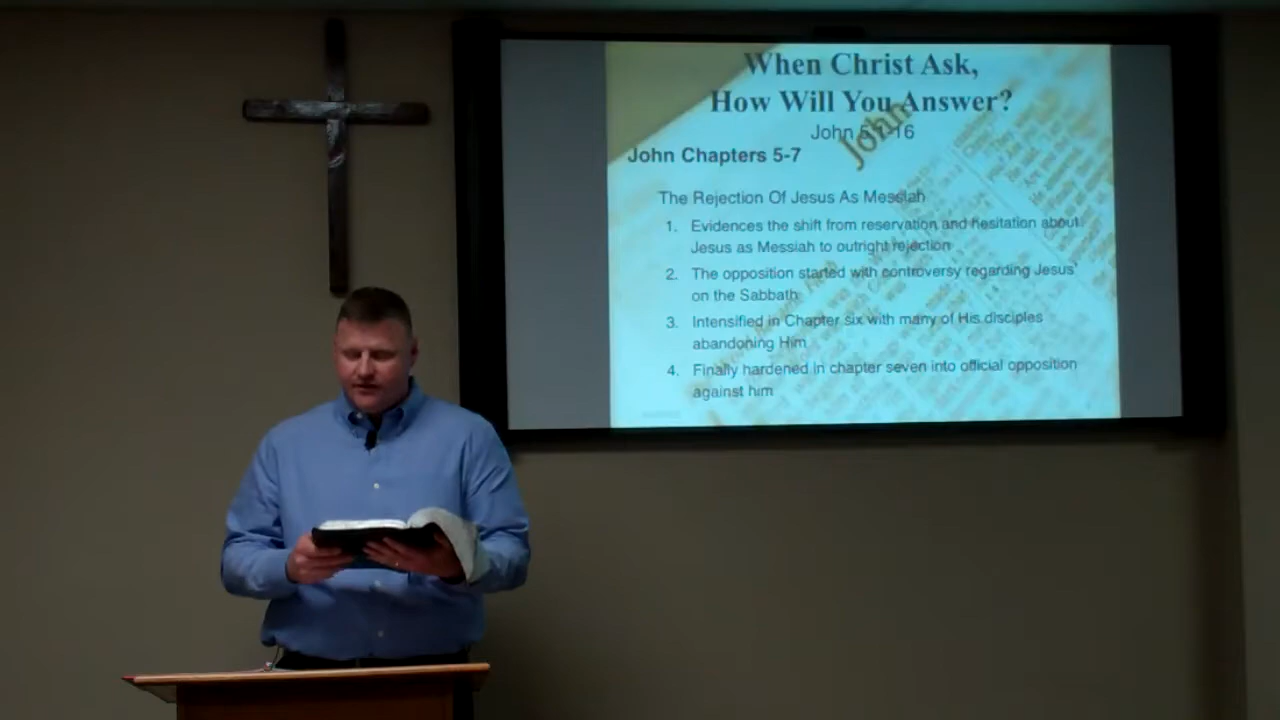 When Christ Ask,
How Will You Answer?
John 5:1-16
John
John Chapters 5-7
The Rejection Of Jesus As Messiah
1. Evidences the shift from reservation and hesitation about
Jesus as Messiah to outright rejection
2. The opposition started with controversy regarding Jesus'
on the Sabbath
3. Intensified in Chapter six with many of His disciples
abandoning Him
4. Finally hardened in chapter seven into official opposition
against him